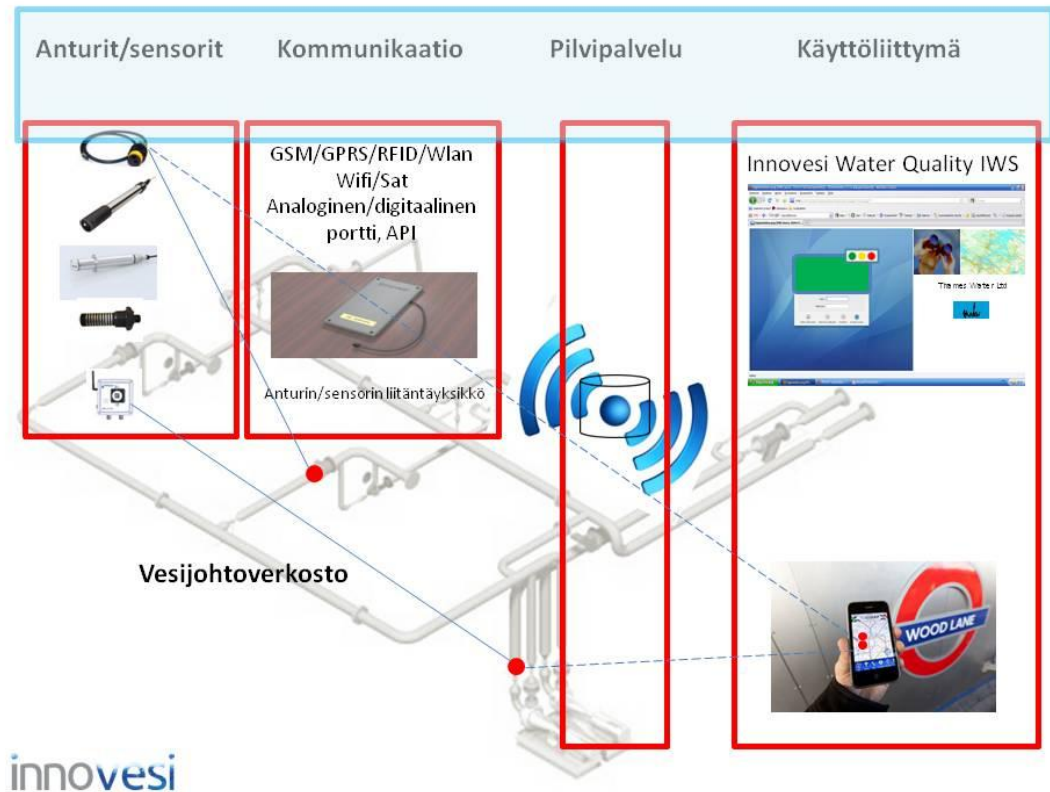 Anturit/sensorit
Kommunikaatio
Pilvipalvelu
Käyttöliittymä
GSM/GPRS/RFID/Wlan
Wifi/Sat
Analoginen/digitaalinen
portti, API
Anturin/sensorin liitäntäyksikkö
Innovesi Water Quality IWS
Thames Water Ltd
Vesijohtoverkosto
WOOD LANE
innovesi